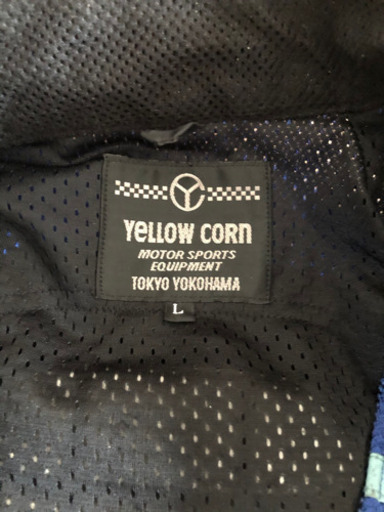 YeLLOW CORN
MOTOR SPORTS
EQUIPMENT
TOKYO YOKOHAMA
L